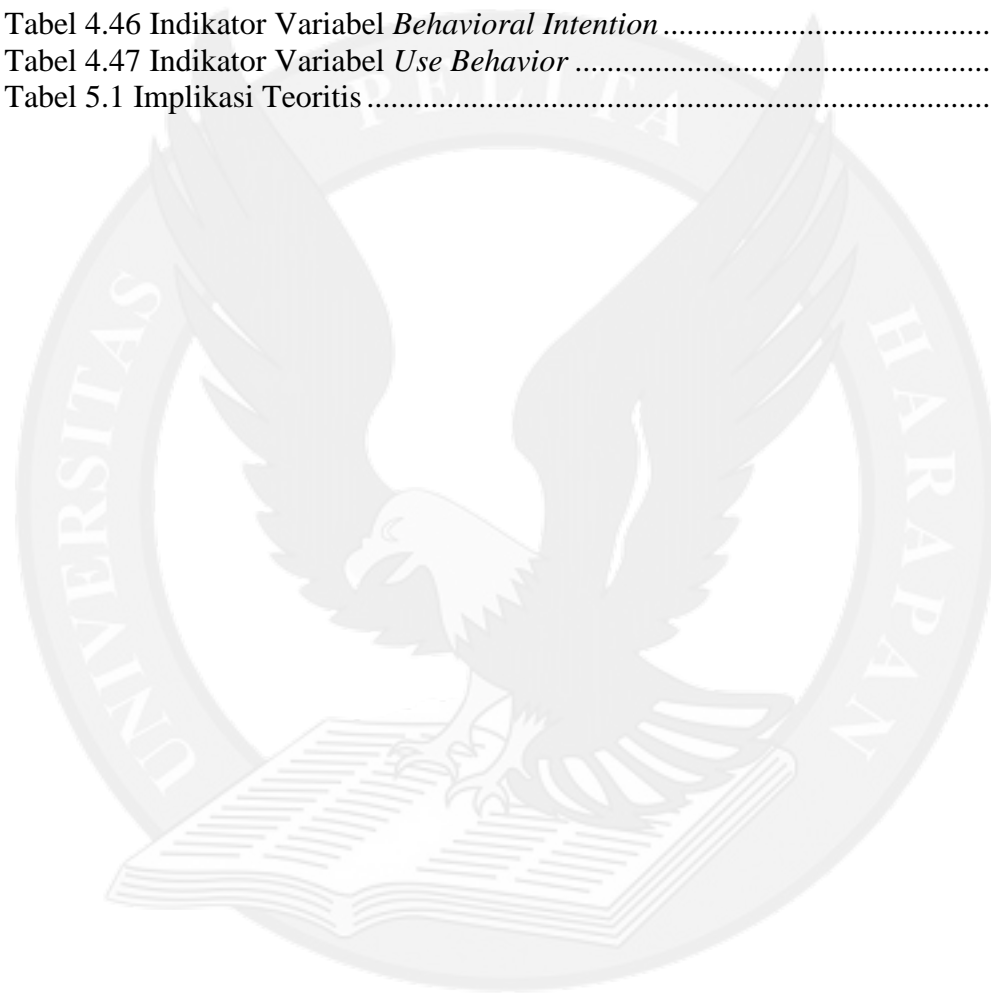 Tabel 4.46 Indikator Variabel Behavioral Intention ....................................
Tabel 4.47 Indikator Variabel Use Behavior ..............................................
Tabel 5.1 Implikasi Teoritis ......................................................................
UNIVERSITAS PELITA HARAPAN